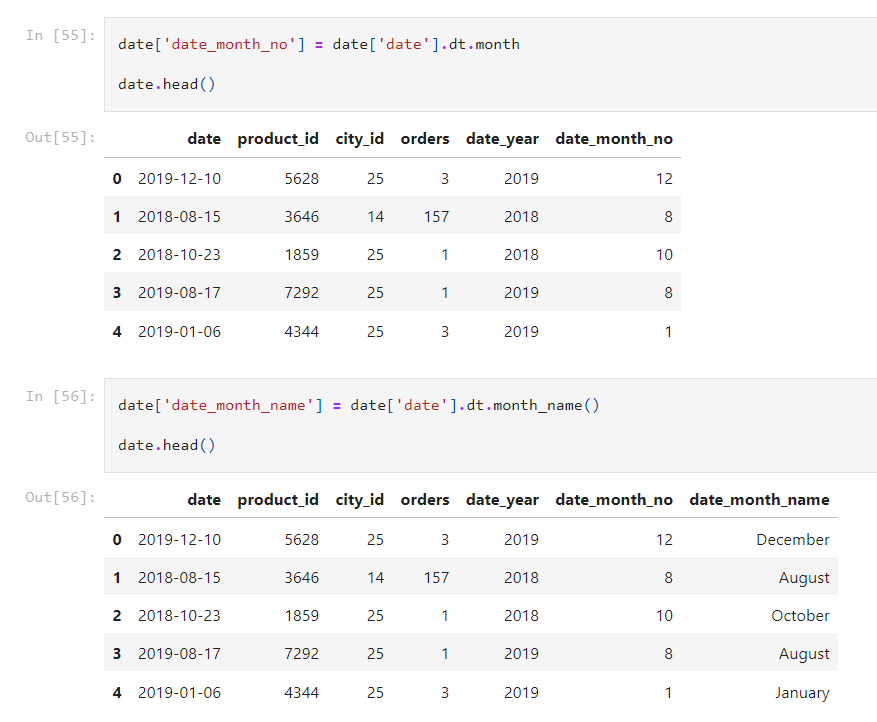 In [55]:
date['date_month_no'] = date['date'].dt.month
date.head()
Out[55]:
date product_id city_id orders date_year date_month_no
0 2019-12-10 5628 25 3 2019 12
1 2018-08-15 3646 14 157 2018 8
2 2018-10-23 1859 25 1 2018 10
3 2019-08-17 7292 25 1 2019 8
4 2019-01-06 4344 25 3 2019 1
In [56]:
date['date_month_name'] = date['date'].dt.month_name()
date.head()
Out[56]:
date product_id city_id orders date_year date_month_no date_month_name
0 2019-12-10 5628 25 3 2019 12 December
1 2018-08-15 3646 14 157 2018 8 August
2 2018-10-23 1859 25 1 2018 10 October
3 2019-08-17 7292 25 1 2019 8 August
4 2019-01-06 4344 25 3 2019 1 January